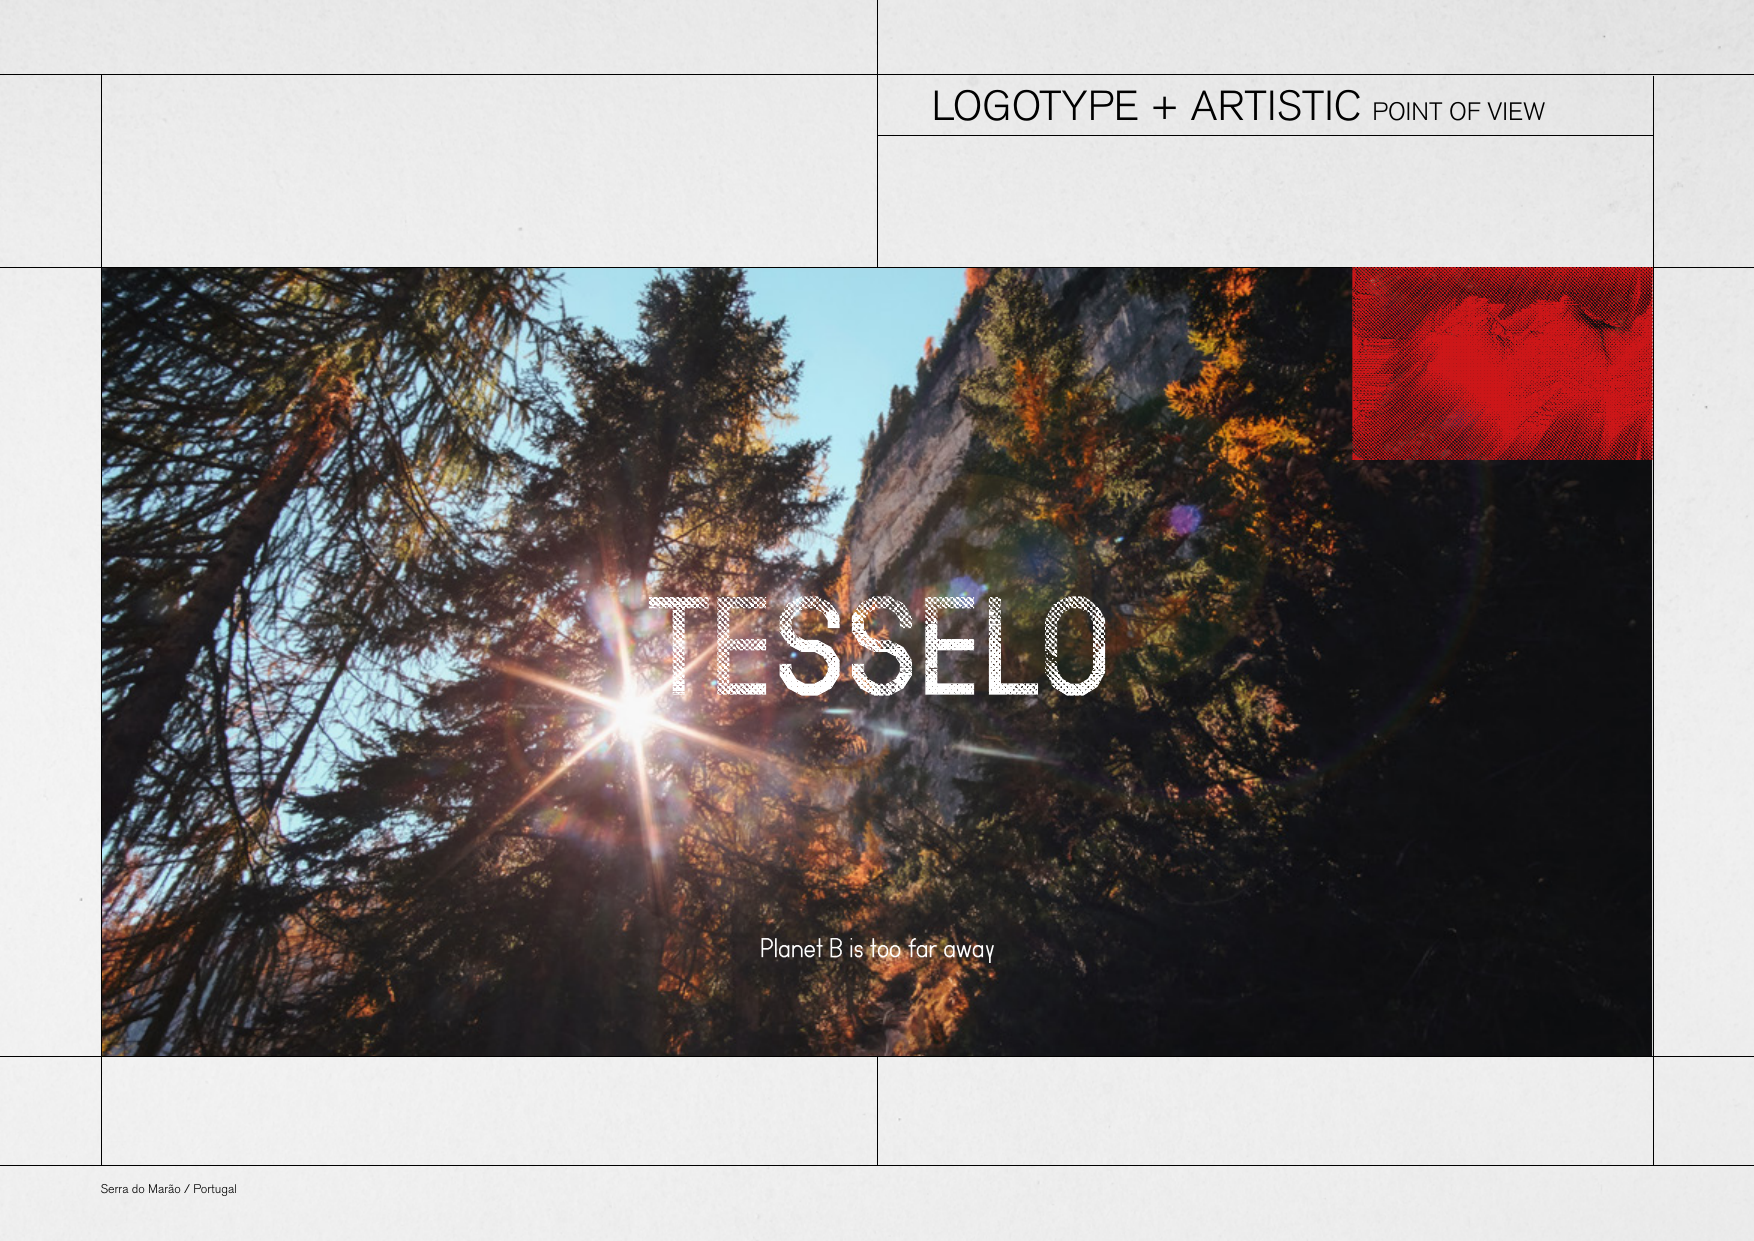 LOGOTYPE + ARTISTIC POINT OF VIEW
TESSELO
Planet B is too far away
Serra do Marão / Portugal